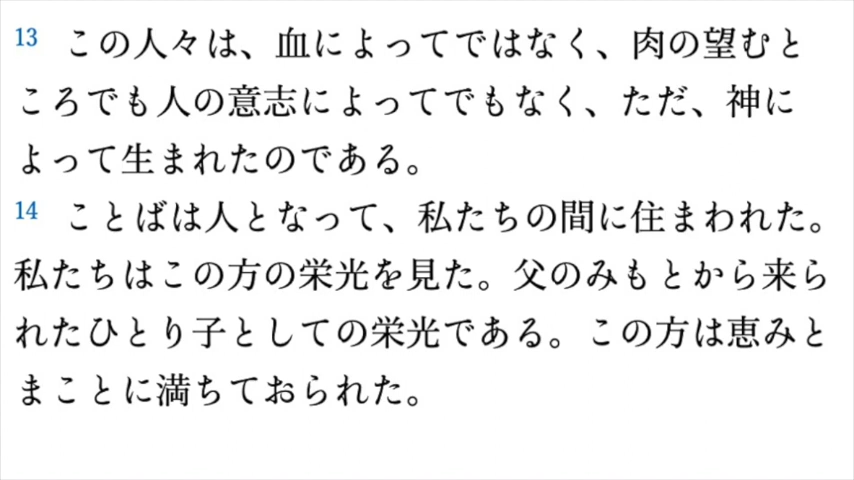 13 この人々は、血によってではなく、肉の望むと
ころでも人の意志によってでもなく、ただ、神に
よって生まれたのである。
14 ことばは人となって、私たちの間に住まわれた。
私たちはこの方の栄光を見た。父のみもとから来ら
れたひとり子としての栄光である。この方は恵みと
まことに満ちておられた。